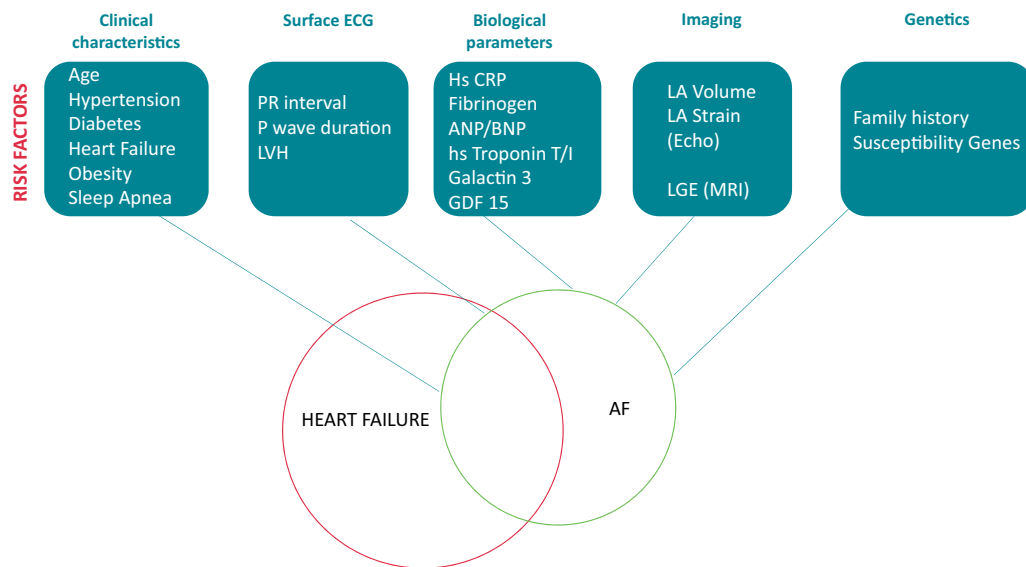 Clinical
characteristics
Surface ECG
Biological
parameters
Imaging
Genetics
RISK FACTORS
Age
Hypertension
Diabetes
Heart Failure
Obesity
Sleep Apnea
PR interval
P wave duration
LVH
Hs CRP
Fibrinogen
ANP/BNP
hs Troponin T/I
Galactin 3
GDF 15
LA Volume
LA Strain
(Echo)
LGE (MRI)
Family history
Susceptibility Genes
HEART FAILURE
AF